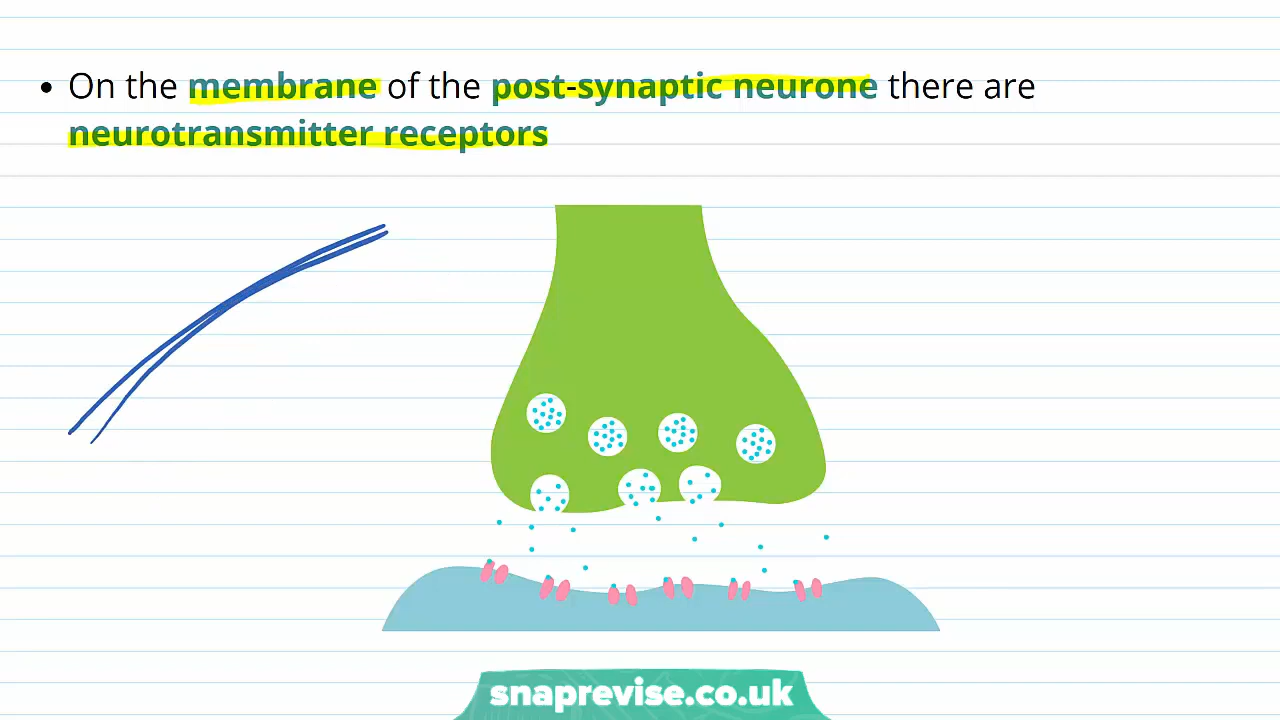 • On the membrane of the post-synaptic neurone there are
neurotransmitter receptors
snaprevise.co.uk